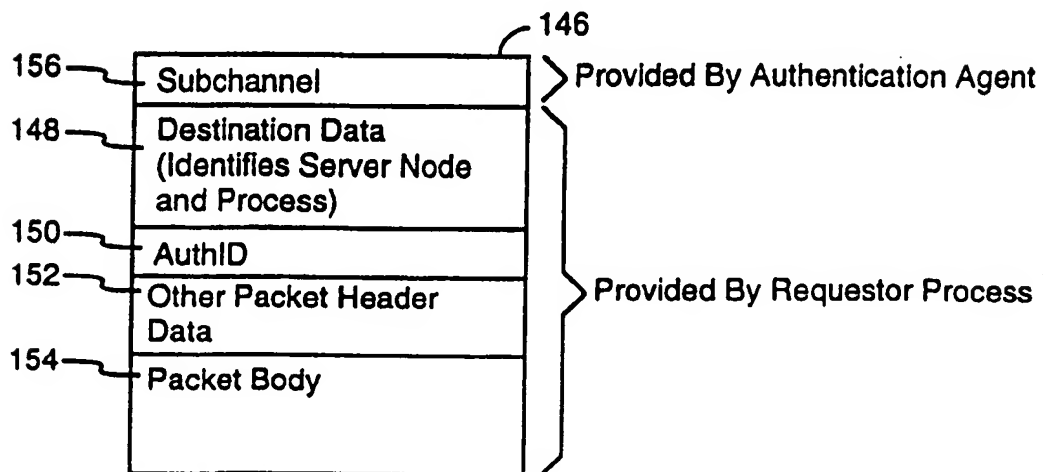 146
156
Subchannel
Provided By Authentication Agent
148
Destination Data
(Identifies Server Node
and Process)
150
AuthID
152
Other Packet Header
Data
Provided By Requestor Process
154
Packet Body